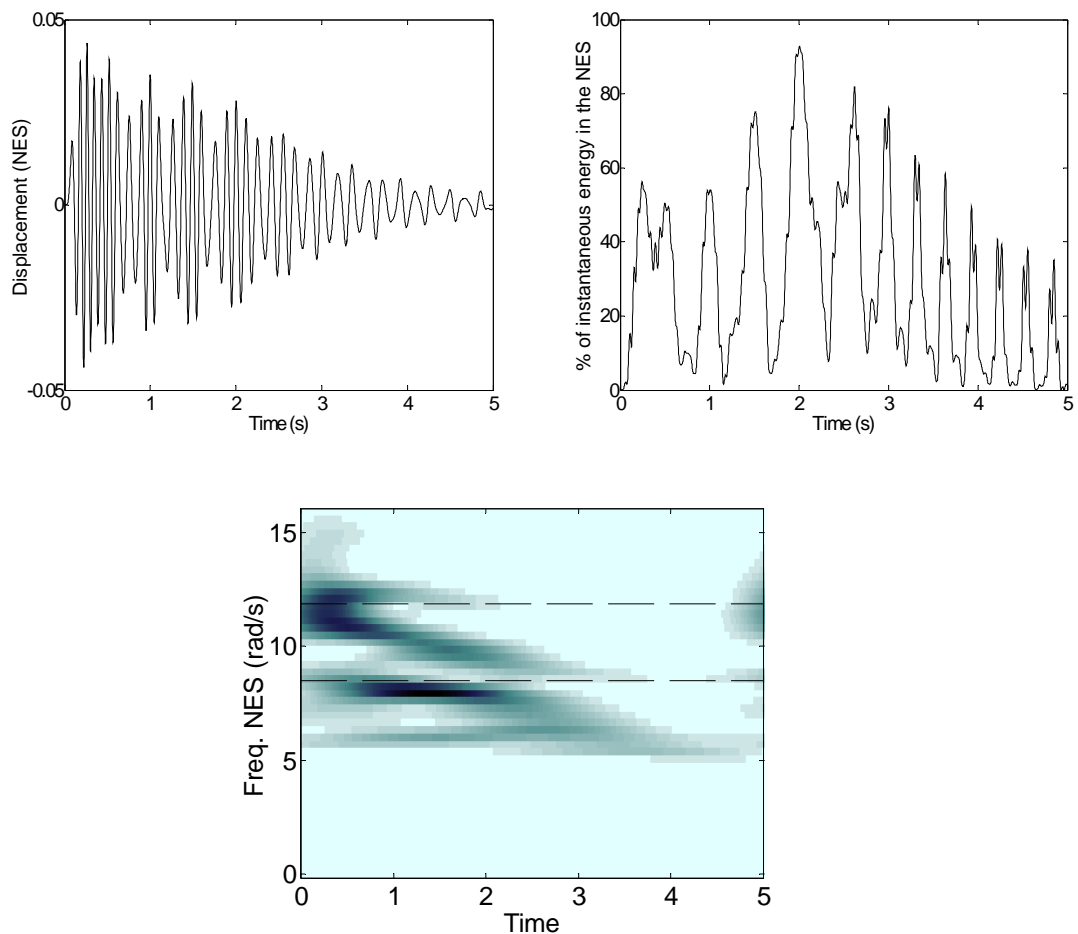 0.05
0
-0.05
Displacement (NES)
0 1 2 3 4 5
Time (s)
100
80
60
40
20
0
% of instantaneous energy in the NES
0 1 2 3 4 5
Time (s)
15
10
5
0
Freq. NES (rad/s)
0 1 2 3 4 5
Time